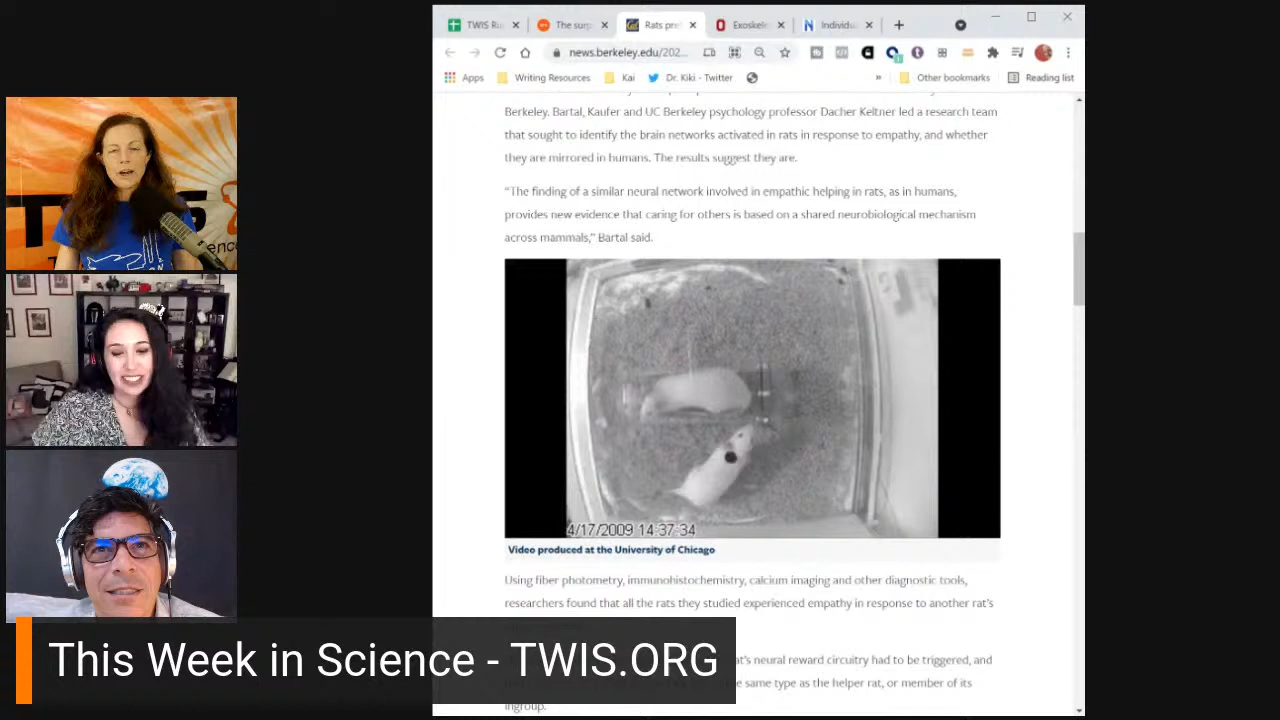 TWIS Ru
The surp
Rats pre
Exoskele
Individua
news.berkeley.edu/202...
Apps
Writing Resources
Kai
Dr. Kiki - Twitter
»
Other bookmarks
Reading list
Berkeley. Bartal, Kaufer and UC Berkeley psychology professor Dacher Keltner led a research team
that sought to identify the brain networks activated in rats in response to empathy, and whether
they are mirrored in humans. The results suggest they are.
“The finding of a similar neural network involved in empathic helping in rats, as in humans,
provides new evidence that caring for others is based on a shared neurobiological mechanism
across mammals,” Bartal said.
4/17/2009 14:37:34
Video produced at the University of Chicago
Using fiber photometry, immunohistochemistry, calcium imaging and other diagnostic tools,
researchers found that all the rats they studied experienced empathy in response to another rat’s
at’s neural reward circuitry had to be triggered, and
e same type as the helper rat, or member of its
ingroup.
This Week in Science - TWIS.ORG